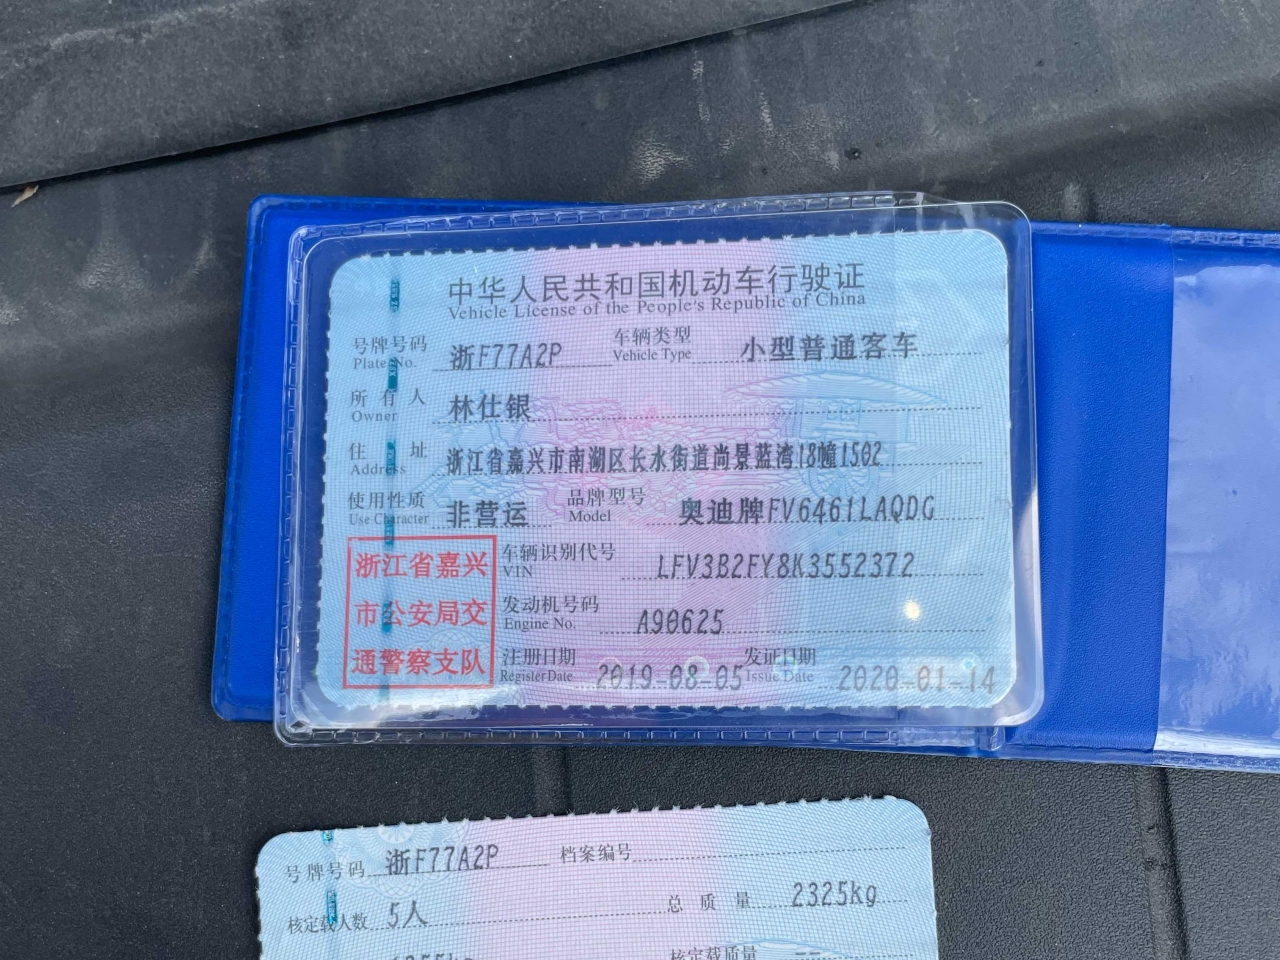 中华人民共和国机动车行驶证
Vehicle License of the People's Republic of China
号牌号码 浙F77A2P 车辆类型 小型普通客车
Plate No. Vehicle Type
所有人 林仕银
Owner
住址 浙江省嘉兴市南湖区长水街道尚景蓝湾18幢1502
Address
使用性质 非营运 品牌型号 奥迪牌FV6461LAQDG
Use Character Model
浙江省嘉兴
市公安局交
通警察支队
车辆识别代号 LFV3B2FY8K3552372
VIN
发动机号码 A90625
Engine No.
注册日期 2019-08-05 发证日期 2020-01-14
Register Date Issue Date
号牌号码 浙F77A2P 档案编号
核定载人数 5人 总质量 2325kg
核定载质量 --